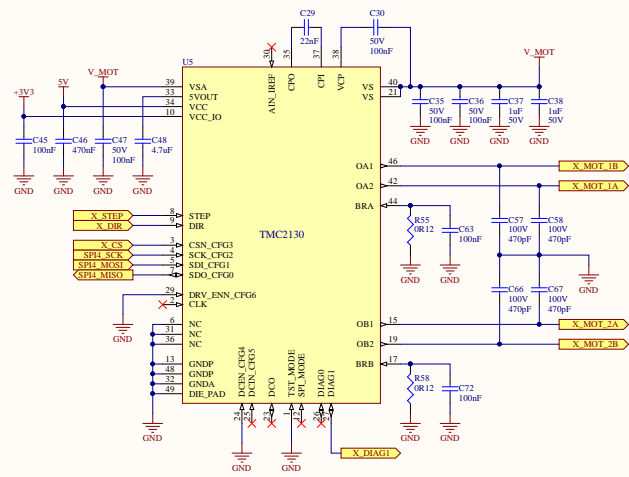 C29
22nF
C30
50V
100nF
30
35
37
38
U5
AIN_IREF
CPO
CPI
VCP
V_MOT
39
VSA
5V
33
5VOUT
34
VCC
+3V3
10
VCC_IO
VS
40
VS
21
V_MOT
C45
100nF
C46
470nF
C47
50V
100nF
C48
4.7uF
GND
GND
GND
GND
C35
50V
100nF
C36
50V
100nF
C37
1uF
50V
C38
1uF
50V
GND
GND
GND
GND
OA1
46
X_MOT_1B
OA2
42
X_MOT_1A
BRA
44
X_STEP
8
STEP
X_DIR
9
DIR
R55
0R12
C63
100nF
GND
GND
C57
100V
470pF
C58
100V
470pF
TMC2130
X_CS
3
CSN_CFG3
SPI4_SCK
4
SCK_CFG2
SPI4_MOSI
5
SDI_CFG1
SPI4_MISO
7
SDO_CFG0
GND
29
DRV_ENN_CFG6
2
CLK
GND
C66
100V
470pF
C67
100V
470pF
6
NC
31
NC
36
NC
OB1
15
X_MOT_2A
OB2
19
X_MOT_2B
13
GNDP
48
GNDP
32
GNDA
49
DIE_PAD
BRB
17
R58
0R12
C72
100nF
GND
GND
DCEN_CFG4
DCIN_CFG5
DCO
TST_MODE
SPI_MODE
DIAG0
DIAG1
24
25
23
1
12
26
GND
GND
GND
X_DIAG1